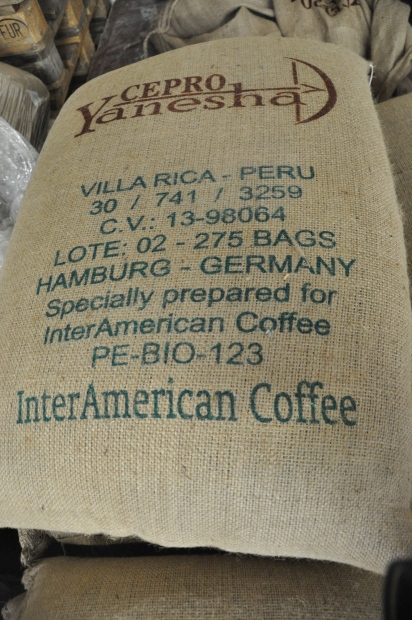 EUR
CEPRO
Yanesha
VILLA RICA - PERU
30 / 741 / 3259
C.V.: 13-98064
LOTE: 02 - 275 BAGS
HAMBURG - GERMANY
Specially prepared for
InterAmerican Coffee
PE-BIO-123
InterAmerican Coffee